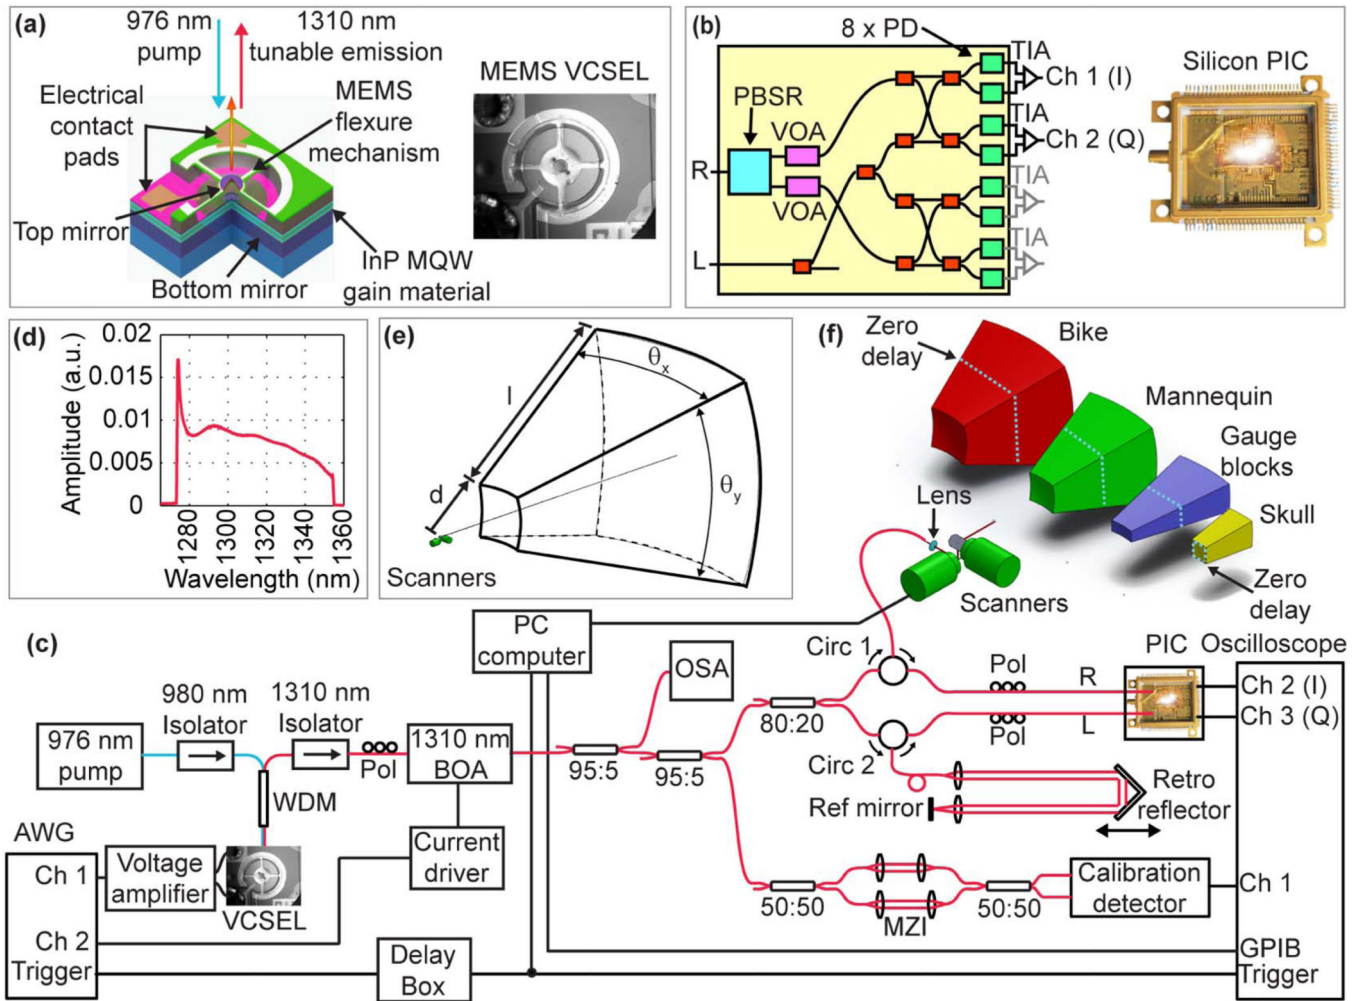 (a)
976 nm
pump
1310 nm
tunable emission
Electrical
contact
pads
MEMS
flexure
mechanism
MEMS VCSEL
Top mirror
Bottom mirror
InP MQW
gain material
(b)
8 x PD
TIA
Ch 1 (I)
PBSR
VOA
TIA
Ch 2 (Q)
R
VOA
TIA
L
TIA
Silicon PIC
(d)
Amplitude (a.u.)
0.02
0.015
0.01
0.005
0
1280
1300
1320
1340
1360
Wavelength (nm)
(e)
l
d
θx
θy
Scanners
(f)
Zero
delay
Bike
Mannequin
Gauge
blocks
Skull
Zero
delay
Lens
Scanners
(c)
PC
computer
OSA
Circ 1
Pol
R
PIC
Oscilloscope
Ch 2 (I)
Ch 3 (Q)
980 nm
Isolator
1310 nm
Isolator
976 nm
pump
Pol
1310 nm
BOA
95:5
95:5
80:20
Pol
L
Circ 2
WDM
Ref mirror
Retro
reflector
AWG
Ch 1
Voltage
amplifier
VCSEL
Current
driver
50:50
MZI
50:50
Calibration
detector
Ch 1
Ch 2
Trigger
Delay
Box
GPIB
Trigger